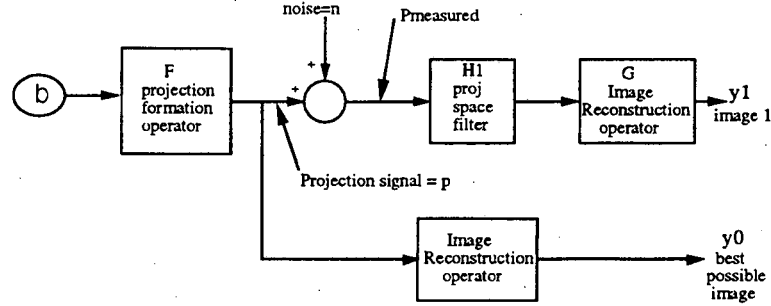 noise=n
Pmeasured
+
+
b
F
projection
formation
operator
H1
proj
space
filter
G
Image
Reconstruction
operator
y1
image 1
Projection signal = p
Image
Reconstruction
operator
y0
best
possible
image